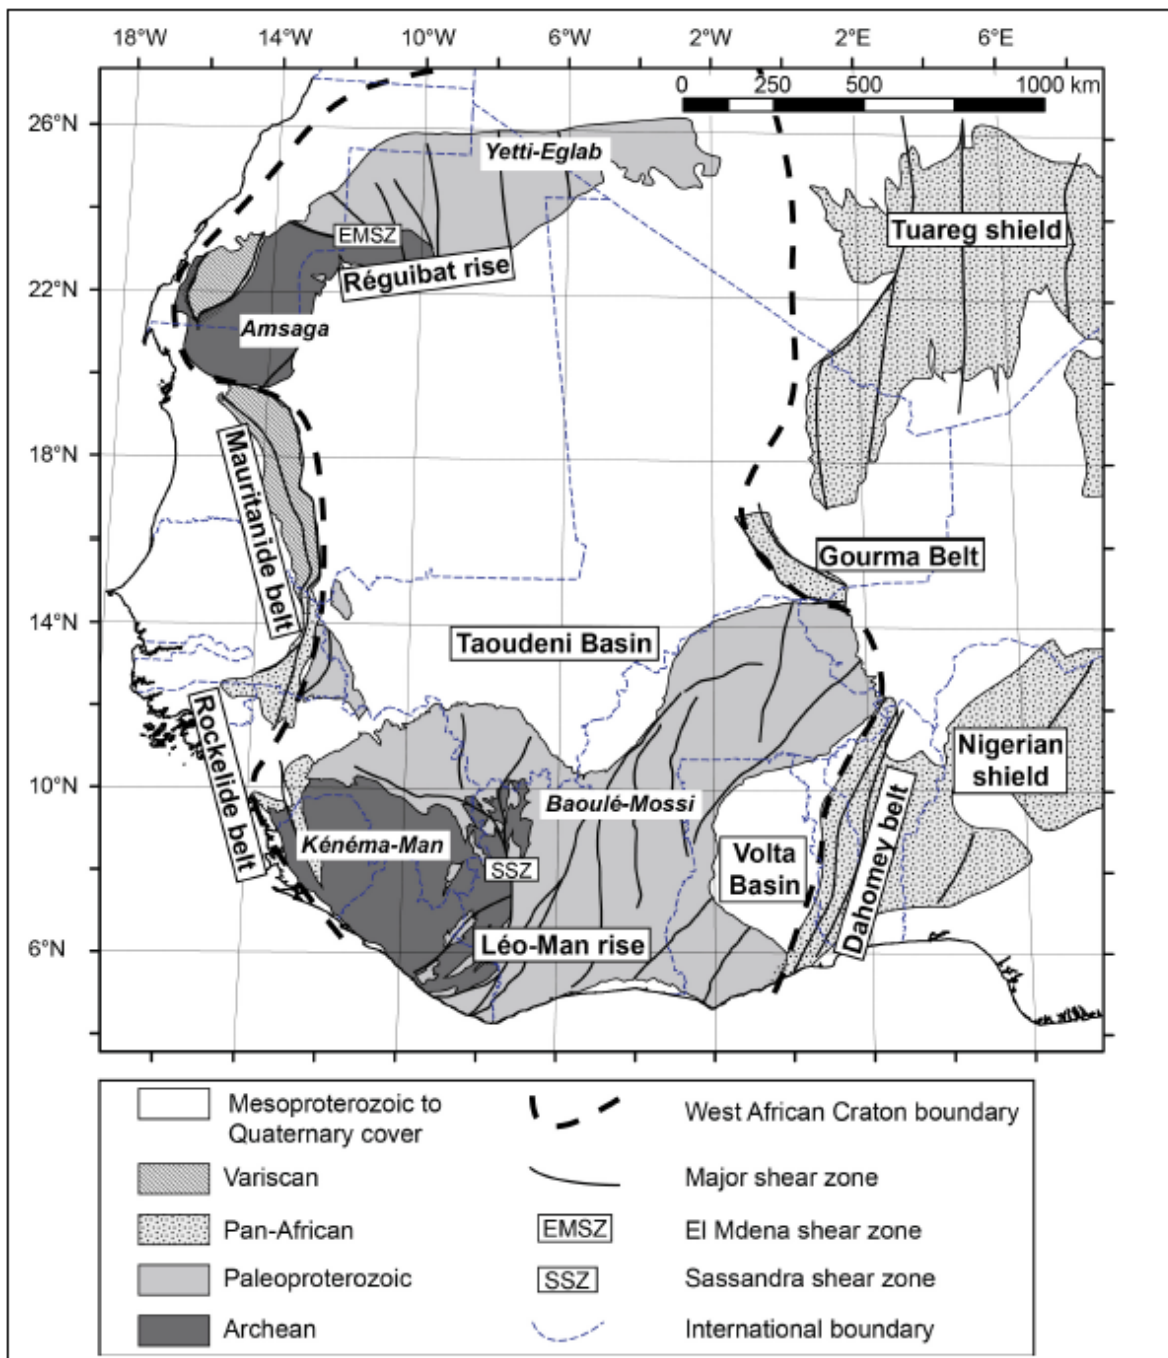 18°W 14°W 10°W 6°W 2°W 2°E 6°E
0 250 500 1000 km
26°N
Yetti-Eglab
Tuareg shield
EMSZ
Réguibat rise
22°N
Amsaga
18°N
Mauritanide belt
Gourma Belt
14°N
Taoudeni Basin
Rockelide belt
Nigerian
shield
10°N
Baoulé-Mossi
Kénéma-Man
SSZ
Volta
Basin
Dahomey belt
6°N
Léo-Man rise
Mesoproterozoic to
Quaternary cover
West African Craton boundary
Variscan
Major shear zone
Pan-African
EMSZ
El Mdena shear zone
Paleoproterozoic
SSZ
Sassandra shear zone
Archean
International boundary